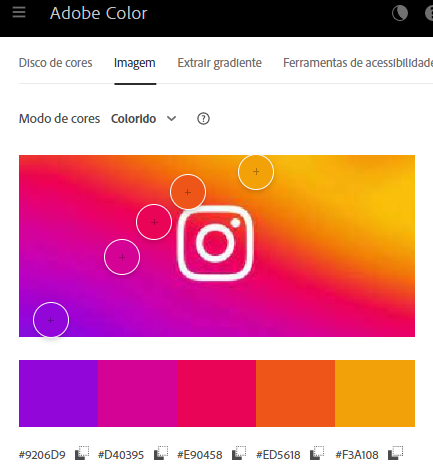 Adobe Color
Disco de cores Imagem Extrair gradiente Ferramentas de acessibilidade
Modo de cores Colorido
#9206D9 #D40395 #E90458 #ED5618 #F3A108